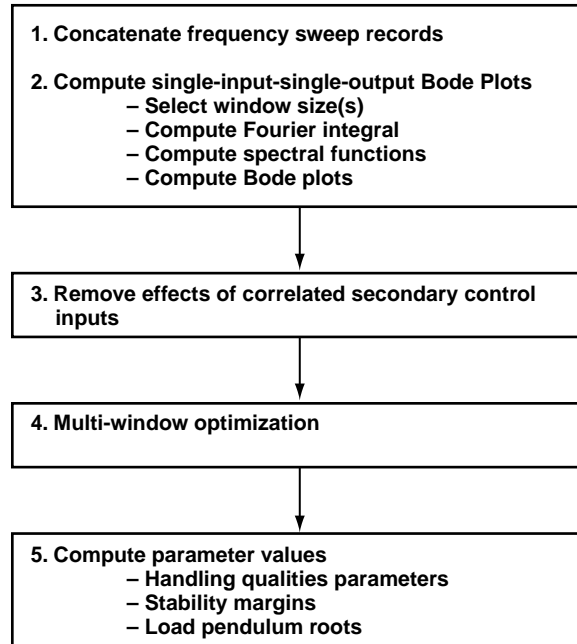 1. Concatenate frequency sweep records
2. Compute single-input-single-output Bode Plots
– Select window size(s)
– Compute Fourier integral
– Compute spectral functions
– Compute Bode plots
3. Remove effects of correlated secondary control
inputs
4. Multi-window optimization
5. Compute parameter values
– Handling qualities parameters
– Stability margins
– Load pendulum roots